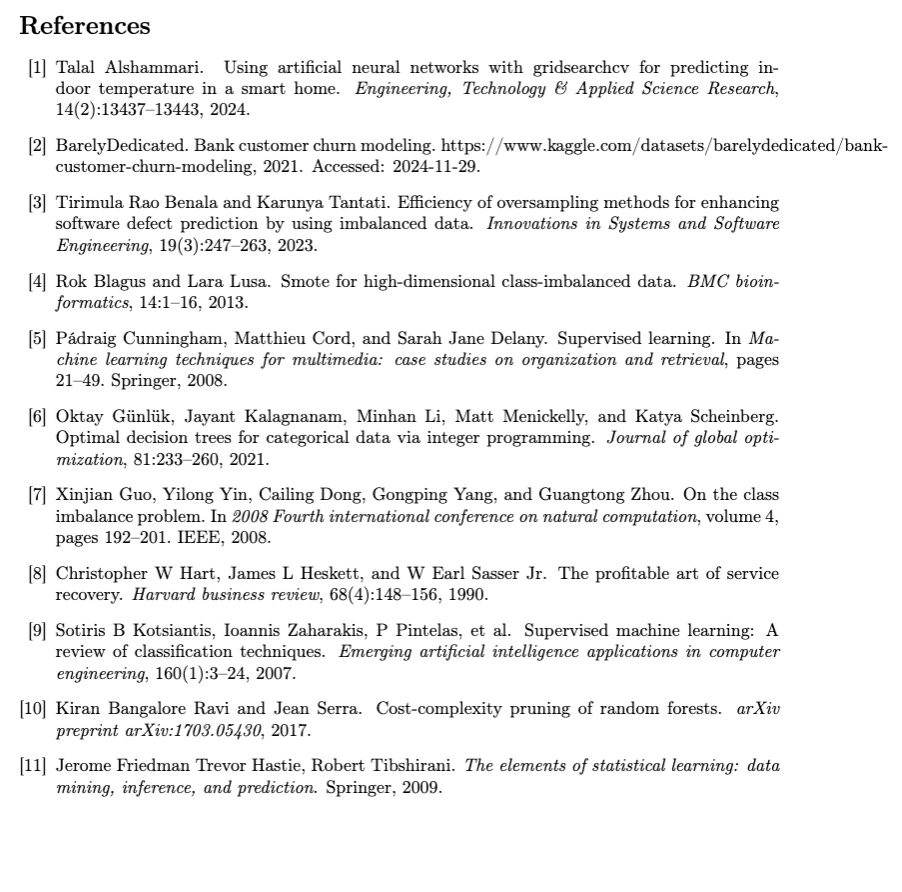 References
[1] Talal Alshammari. Using artificial neural networks with gridsearchcv for predicting in-
door temperature in a smart home. Engineering, Technology & Applied Science Research,
14(2):13437–13443, 2024.
[2] BarelyDedicated. Bank customer churn modeling. https://www.kaggle.com/datasets/barelydedicated/bank-
customer-churn-modeling, 2021. Accessed: 2024-11-29.
[3] Tirimula Rao Benala and Karunya Tantati. Efficiency of oversampling methods for enhancing
software defect prediction by using imbalanced data. Innovations in Systems and Software
Engineering, 19(3):247–263, 2023.
[4] Rok Blagus and Lara Lusa. Smote for high-dimensional class-imbalanced data. BMC bioin-
formatics, 14:1–16, 2013.
[5] Pádraig Cunningham, Matthieu Cord, and Sarah Jane Delany. Supervised learning. In Ma-
chine learning techniques for multimedia: case studies on organization and retrieval, pages
21–49. Springer, 2008.
[6] Oktay Günlük, Jayant Kalagnanam, Minhan Li, Matt Menickelly, and Katya Scheinberg.
Optimal decision trees for categorical data via integer programming. Journal of global opti-
mization, 81:233–260, 2021.
[7] Xinjian Guo, Yilong Yin, Cailing Dong, Gongping Yang, and Guangtong Zhou. On the class
imbalance problem. In 2008 Fourth international conference on natural computation, volume 4,
pages 192–201. IEEE, 2008.
[8] Christopher W Hart, James L Heskett, and W Earl Sasser Jr. The profitable art of service
recovery. Harvard business review, 68(4):148–156, 1990.
[9] Sotiris B Kotsiantis, Ioannis Zaharakis, P Pintelas, et al. Supervised machine learning: A
review of classification techniques. Emerging artificial intelligence applications in computer
engineering, 160(1):3–24, 2007.
[10] Kiran Bangalore Ravi and Jean Serra. Cost-complexity pruning of random forests. arXiv
preprint arXiv:1703.05430, 2017.
[11] Jerome Friedman Trevor Hastie, Robert Tibshirani. The elements of statistical learning: data
mining, inference, and prediction. Springer, 2009.